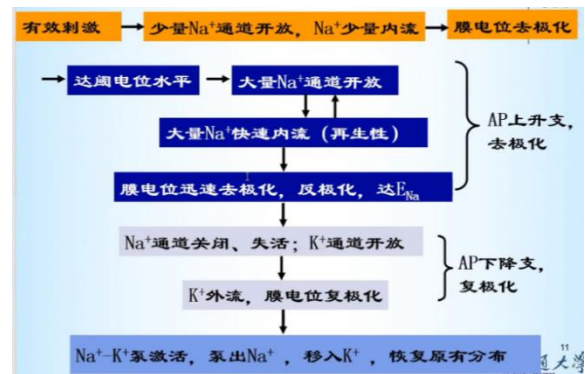 有效刺激 → 少量Na⁺通道开放，Na⁺少量内流 → 膜电位去极化
→ 达阈电位水平 → 大量Na⁺通道开放
大量Na⁺快速内流（再生性）
AP上升支，
去极化
膜电位迅速去极化，反极化，达E_Na
Na⁺通道关闭、失活；K⁺通道开放
K⁺外流，膜电位复极化
AP下降支，
复极化
Na⁺-K⁺泵激活，泵出Na⁺，移入K⁺，恢复原有分布
11
通大学